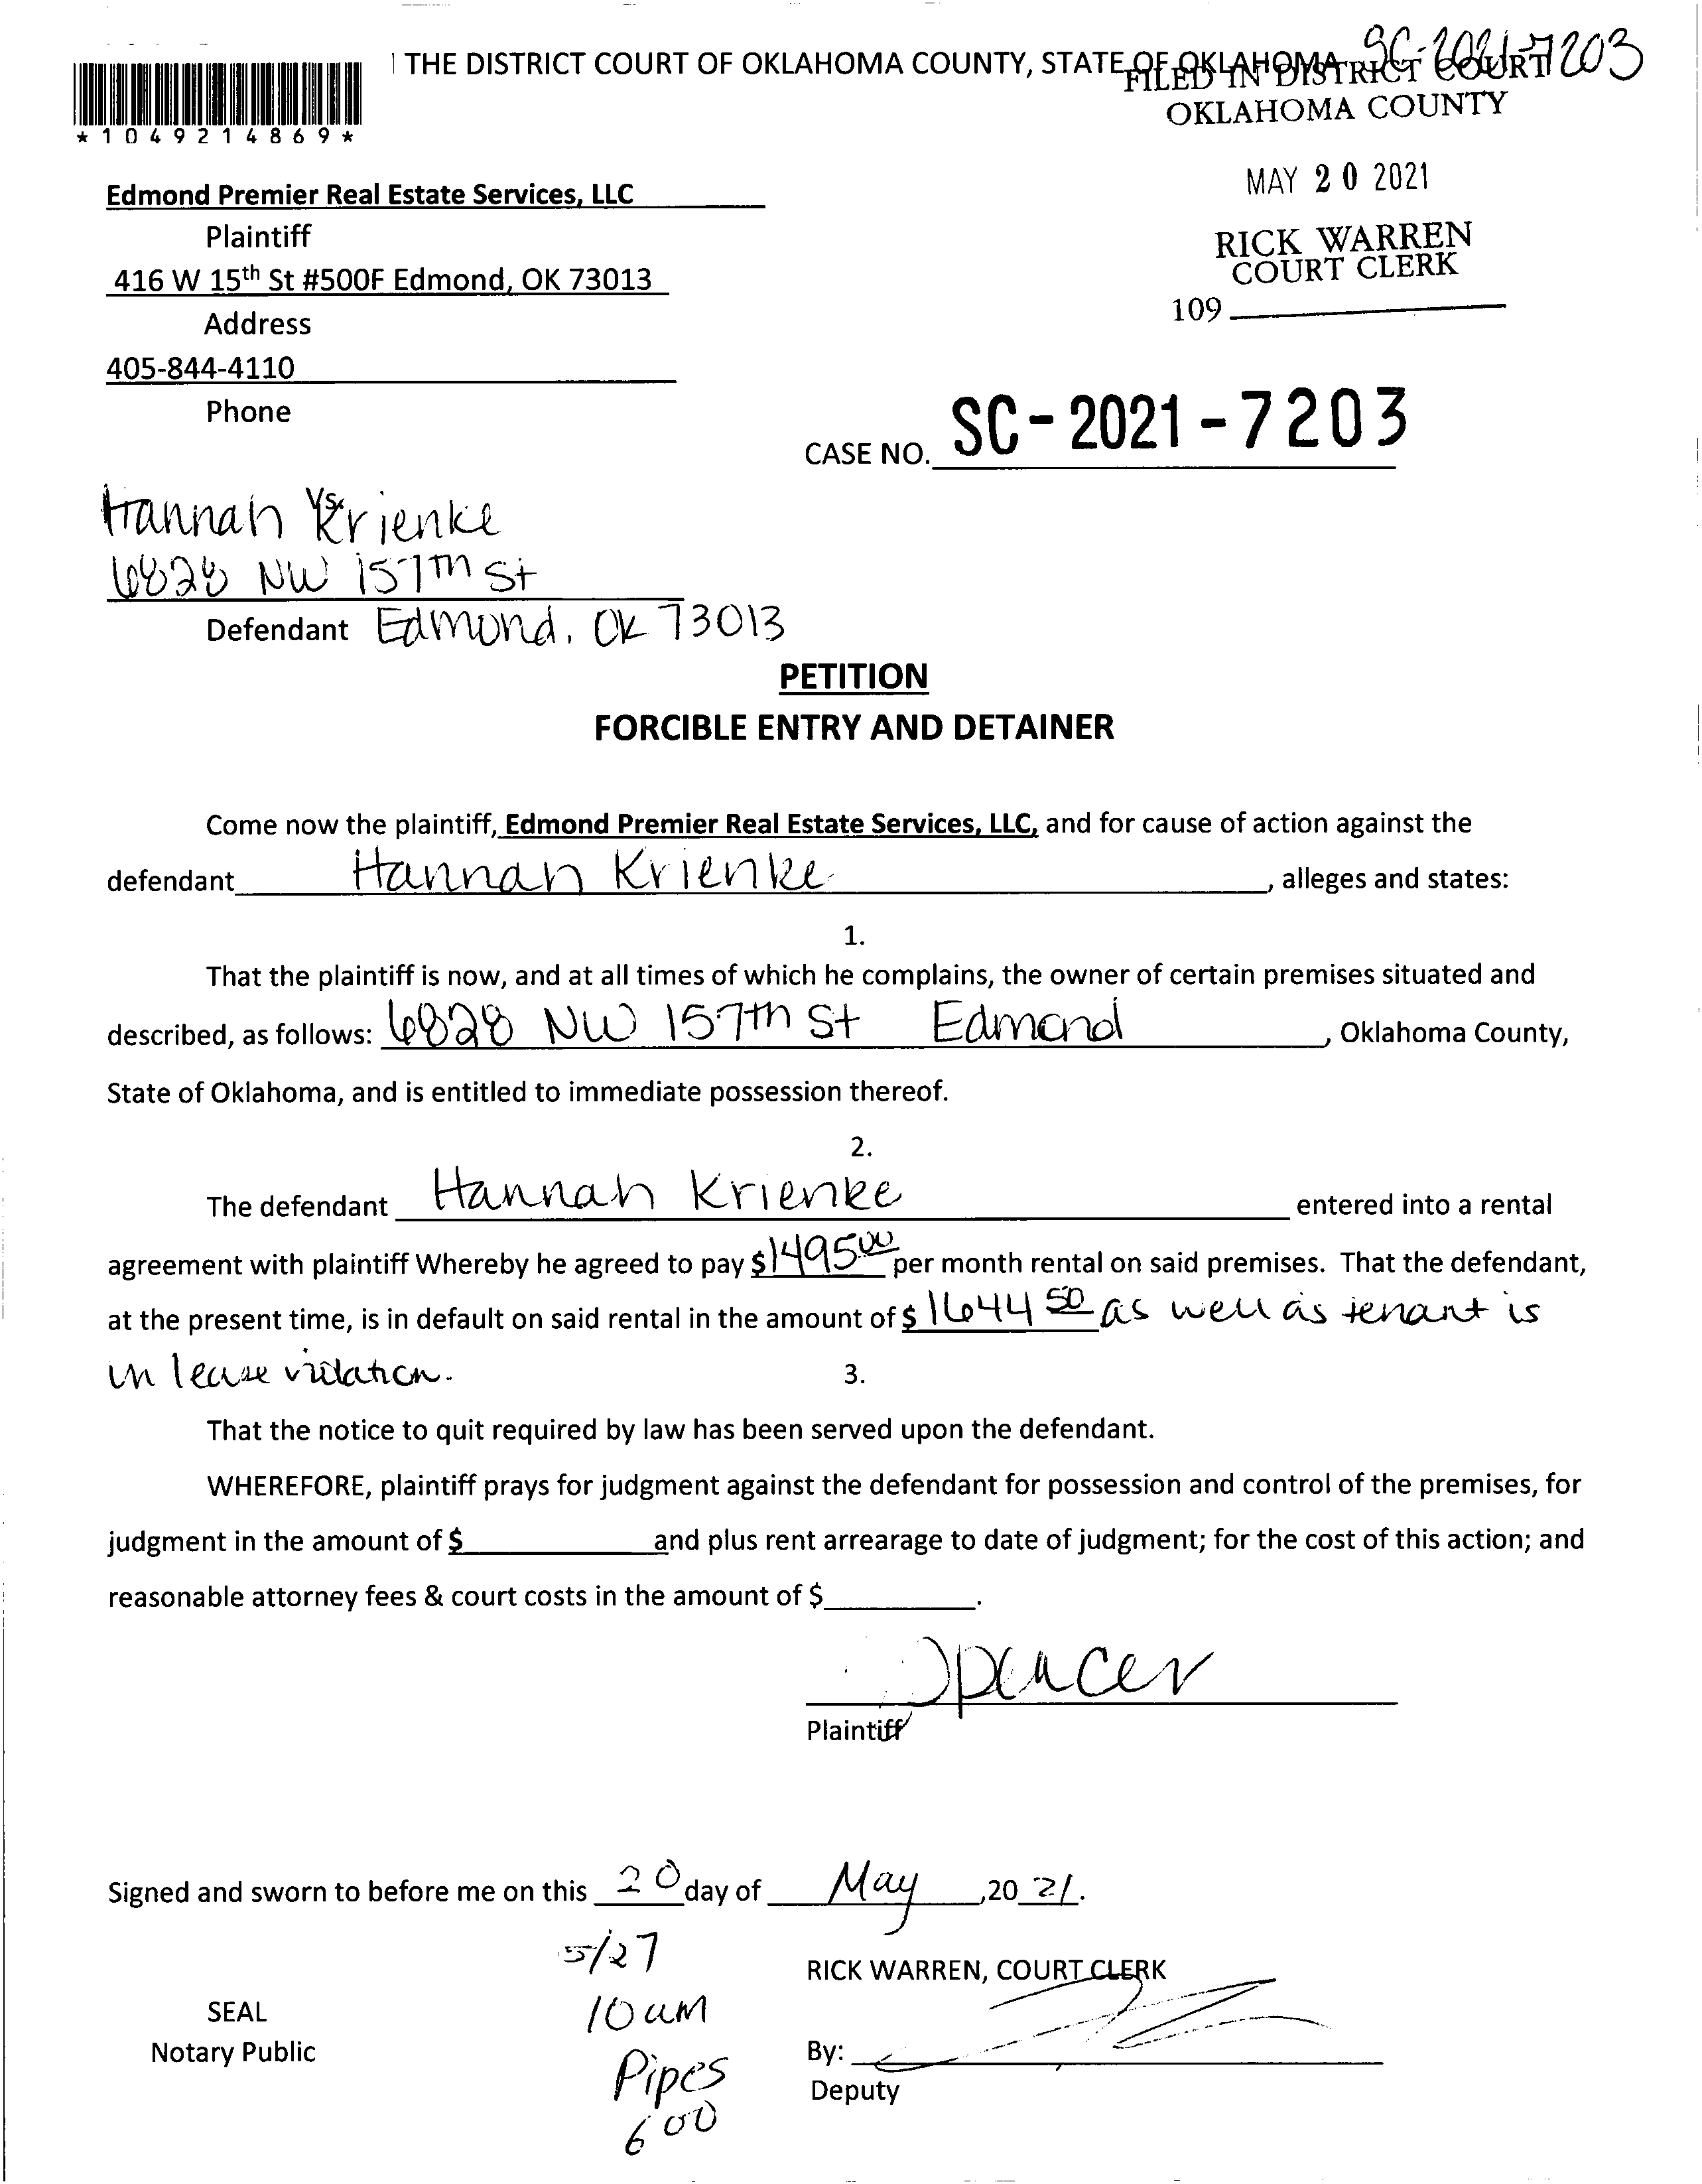 THE DISTRICT COURT OF OKLAHOMA COUNTY, STATE OF OKLAHOMA SC-2021-7203
FILED IN DISTRICT COURT
OKLAHOMA COUNTY
*1049214869*
MAY 20 2021
Edmond Premier Real Estate Services, LLC
Plaintiff
RICK WARREN
COURT CLERK
416 W 15th St #500F Edmond, OK 73013
109
Address
405-844-4110
Phone
CASE NO. SC-2021-7203
Vs.
Hannah Krienke
6828 NW 157th St
Defendant Edmond, OK 73013
PETITION
FORCIBLE ENTRY AND DETAINER
Come now the plaintiff, Edmond Premier Real Estate Services, LLC, and for cause of action against the
defendant Hannah Krienke, alleges and states:
1.
That the plaintiff is now, and at all times of which he complains, the owner of certain premises situated and
described, as follows: 6828 NW 157th St Edmond, Oklahoma County,
State of Oklahoma, and is entitled to immediate possession thereof.
2.
The defendant Hannah Krienke entered into a rental
agreement with plaintiff Whereby he agreed to pay $1495 00 per month rental on said premises. That the defendant,
at the present time, is in default on said rental in the amount of $1644 50 as well as tenant is
in lease violation.
3.
That the notice to quit required by law has been served upon the defendant.
WHEREFORE, plaintiff prays for judgment against the defendant for possession and control of the premises, for
judgment in the amount of $ and plus rent arrearage to date of judgment; for the cost of this action; and
reasonable attorney fees & court costs in the amount of $ .
Spencer
Plaintiff
Signed and sworn to before me on this 20 day of May ,20 21.
5/27
RICK WARREN, COURT CLERK
SEAL
10 am
Notary Public
By:
Pipes
Deputy
600